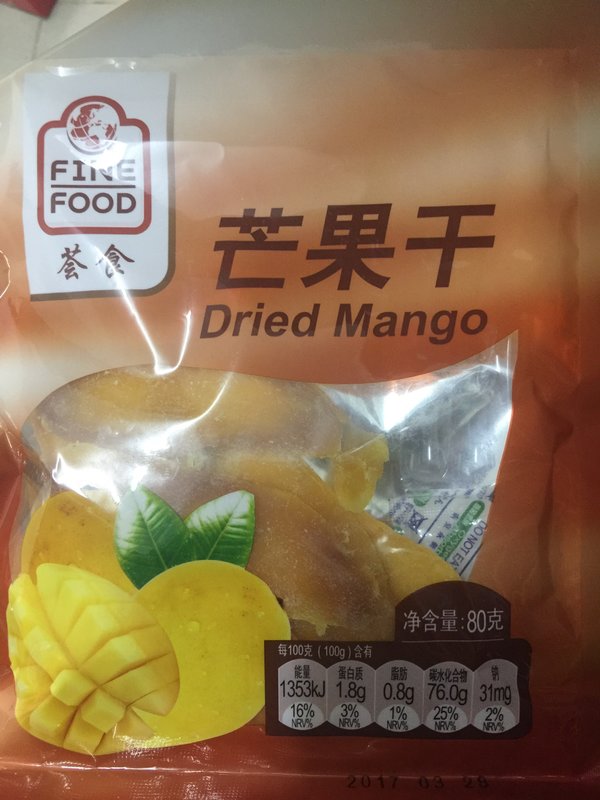 FINE
FOOD
荟食
芒果干
Dried Mango
DO NOT EA
净含量:80克
每100克 (100g) 含有
能量 蛋白质 脂肪 碳水化合物 钠
1353kJ 1.8g 0.8g 76.0g 31mg
16% 3% 1% 25% 2%
NRV% NRV% NRV% NRV% NRV%
2017 03 28